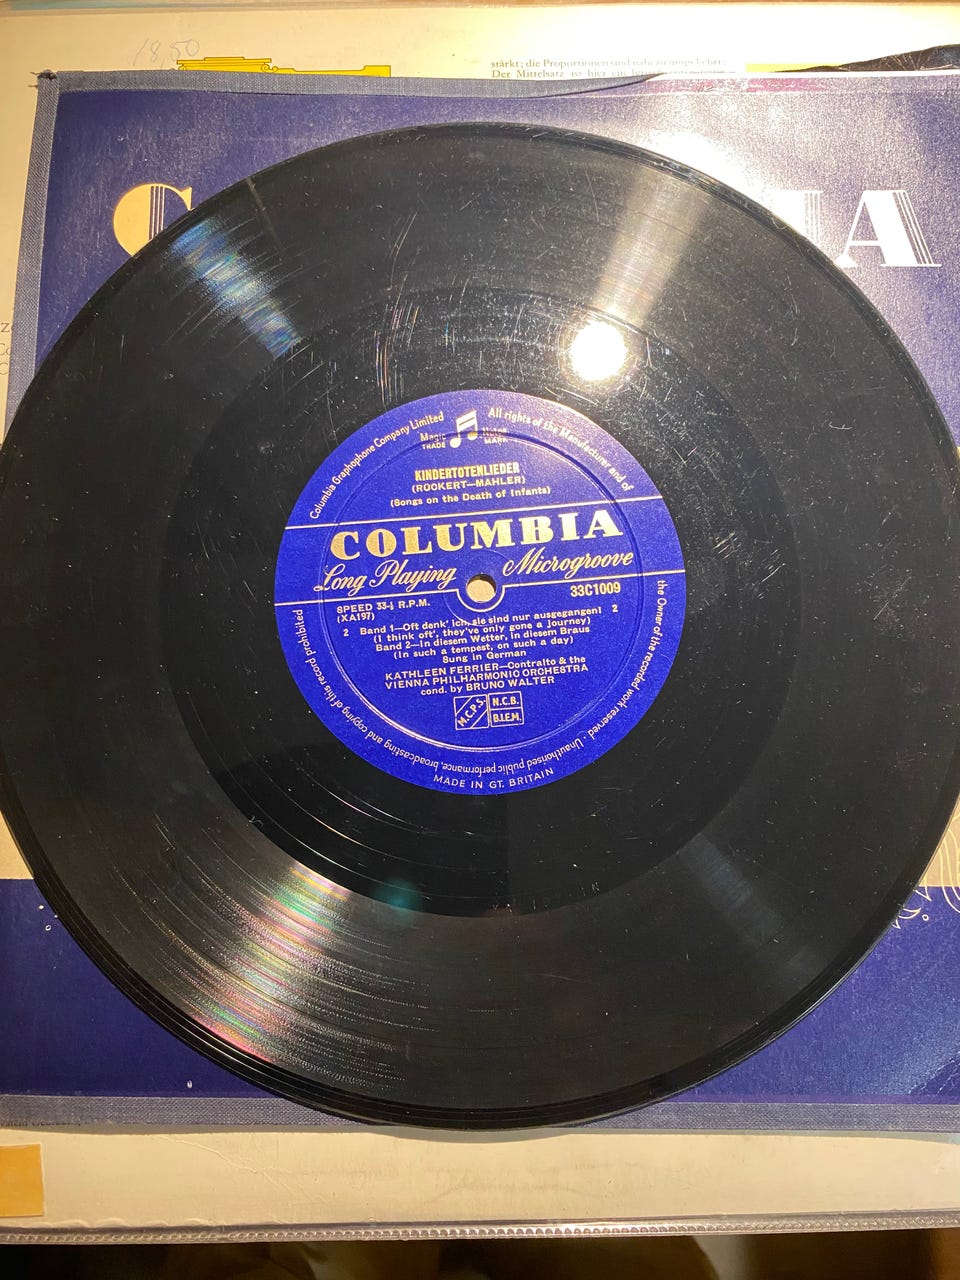 18,50
stärkt; die Proportionen sind nahezu umgekehrt:
Der Mittelsatz ist hier ein
C
IA
Columbia Graphophone Company Limited
All rights of the Manufacturer and of
the Owner of the recorded work reserved · Unauthorised public performance, broadcasting and copying of this record prohibited
Magic Notes
TRADE MARK
KINDERTOTENLIEDER
(ROCKERT—MAHLER)
(Songs on the Death of Infants)
COLUMBIA
Long Playing Microgroove
33C1009
SPEED 33⅓ R.P.M.
(XA197)
2 Band 1—Oft denk' ich, sie sind nur ausgegangen! 2
(I think oft', they've only gone a journey)
Band 2—In diesem Wetter, in diesem Braus
(In such a tempest, on such a day)
Sung in German
KATHLEEN FERRIER—Contralto & the
VIENNA PHILHARMONIC ORCHESTRA
cond. by BRUNO WALTER
M.C.P.S.
N.C.B.
B.I.E.M.
MADE IN GT. BRITAIN